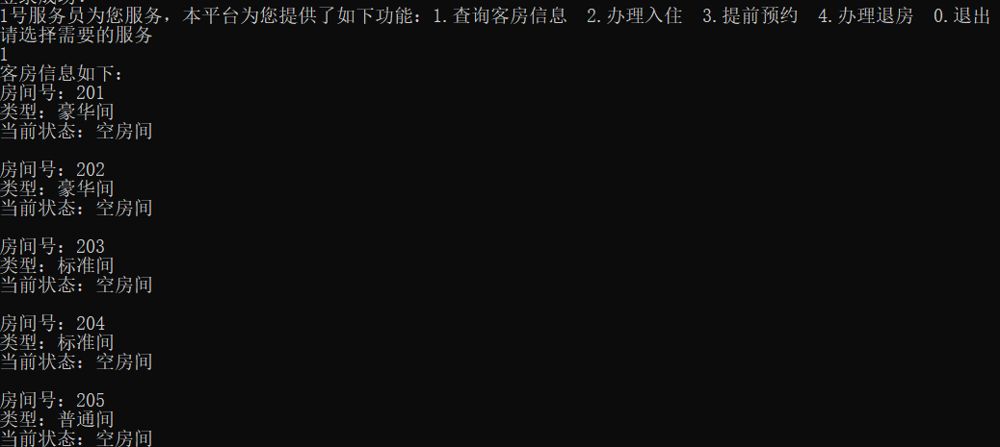 1号服务员为您服务，本平台为您提供了如下功能：1.查询客房信息  2.办理入住  3.提前预约  4.办理退房  0.退出
请选择需要的服务
1
客房信息如下：
房间号：201
类型：豪华间
当前状态：空房间
房间号：202
类型：豪华间
当前状态：空房间
房间号：203
类型：标准间
当前状态：空房间
房间号：204
类型：标准间
当前状态：空房间
房间号：205
类型：普通间
当前状态：空房间